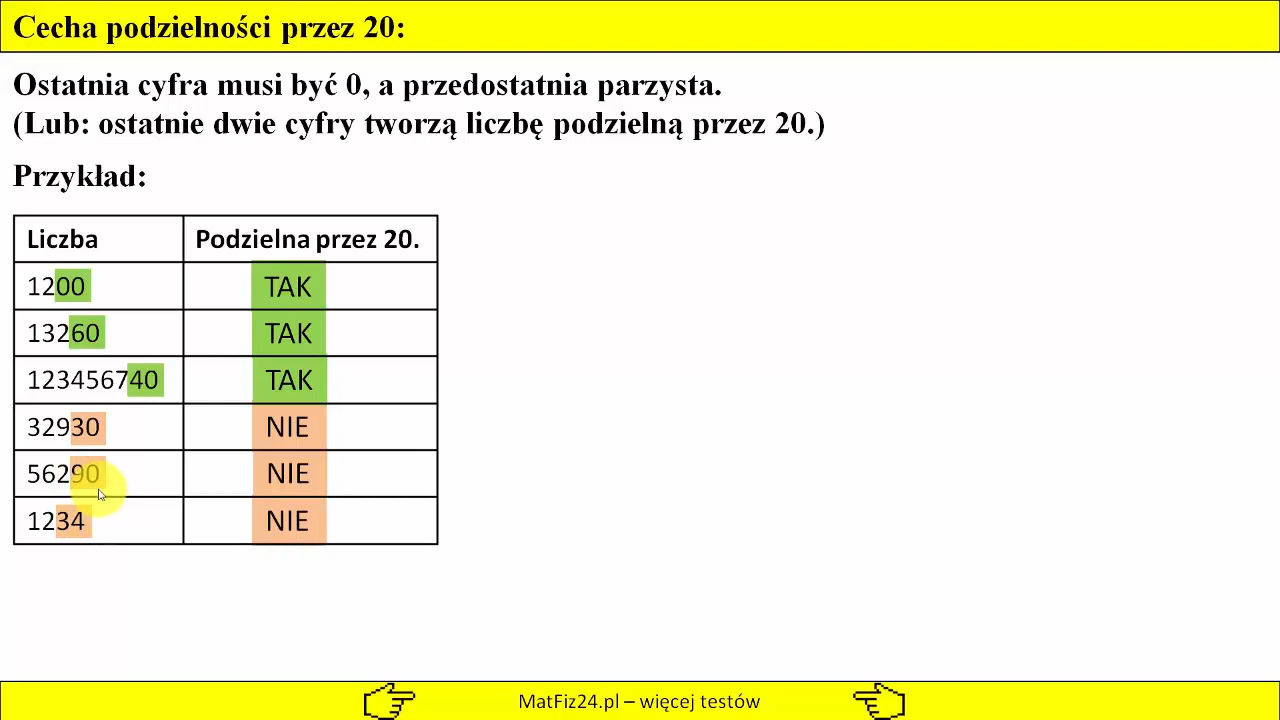 Cecha podzielności przez 20:
Ostatnia cyfra musi być 0, a przedostatnia parzysta.
(Lub: ostatnie dwie cyfry tworzą liczbę podzielną przez 20.)
Przykład:
Liczba Podzielna przez 20.
1200 TAK
13260 TAK
123456740 TAK
32930 NIE
56290 NIE
1234 NIE
MatFiz24.pl – więcej testów